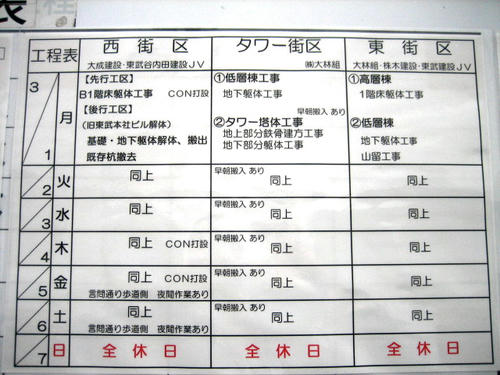 表
工程表 西街区 タワー街区 東街区
大成建設・東武谷内田建設JV ㈱大林組 大林組・株木建設・東武建設JV
3/1 月
【先行工区】
B1階床躯体工事 CON打設
【後行工区】
(旧東武本社ビル解体)
基礎・地下躯体解体、搬出
既存杭撤去
①低層棟工事
地下躯体工事
早朝搬入あり
②タワー塔体工事
地上部分鉄骨建方工事
地下部分躯体工事
①高層棟
1階躯体工事
②低層棟
地下躯体工事
山留工事
2 火 同上 早朝搬入 あり 同上 同上
3 水 同上 早朝搬入 あり 同上 同上
4 木 同上 CON打設 早朝搬入 あり 同上 同上
5 金 同上 CON打設 早朝搬入 あり 同上 同上
言問通り歩道側 夜間作業あり
6 土 同上 早朝搬入 あり 同上 同上
言問通り歩道側 夜間作業あり
7 日 全休日 全休日 全休日